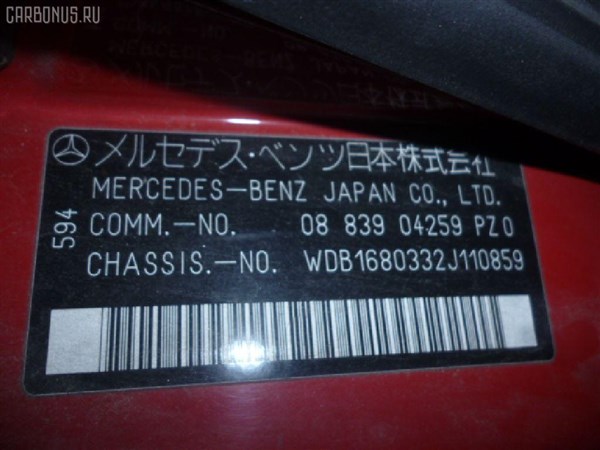 CARBONUS.RU
メルセデス・ベンツ日本株式会社
MERCEDES-BENZ JAPAN CO., LTD.
COMM.-NO. 08 839 04259 PZ0
CHASSIS.-NO. WDB1680332J110859
594